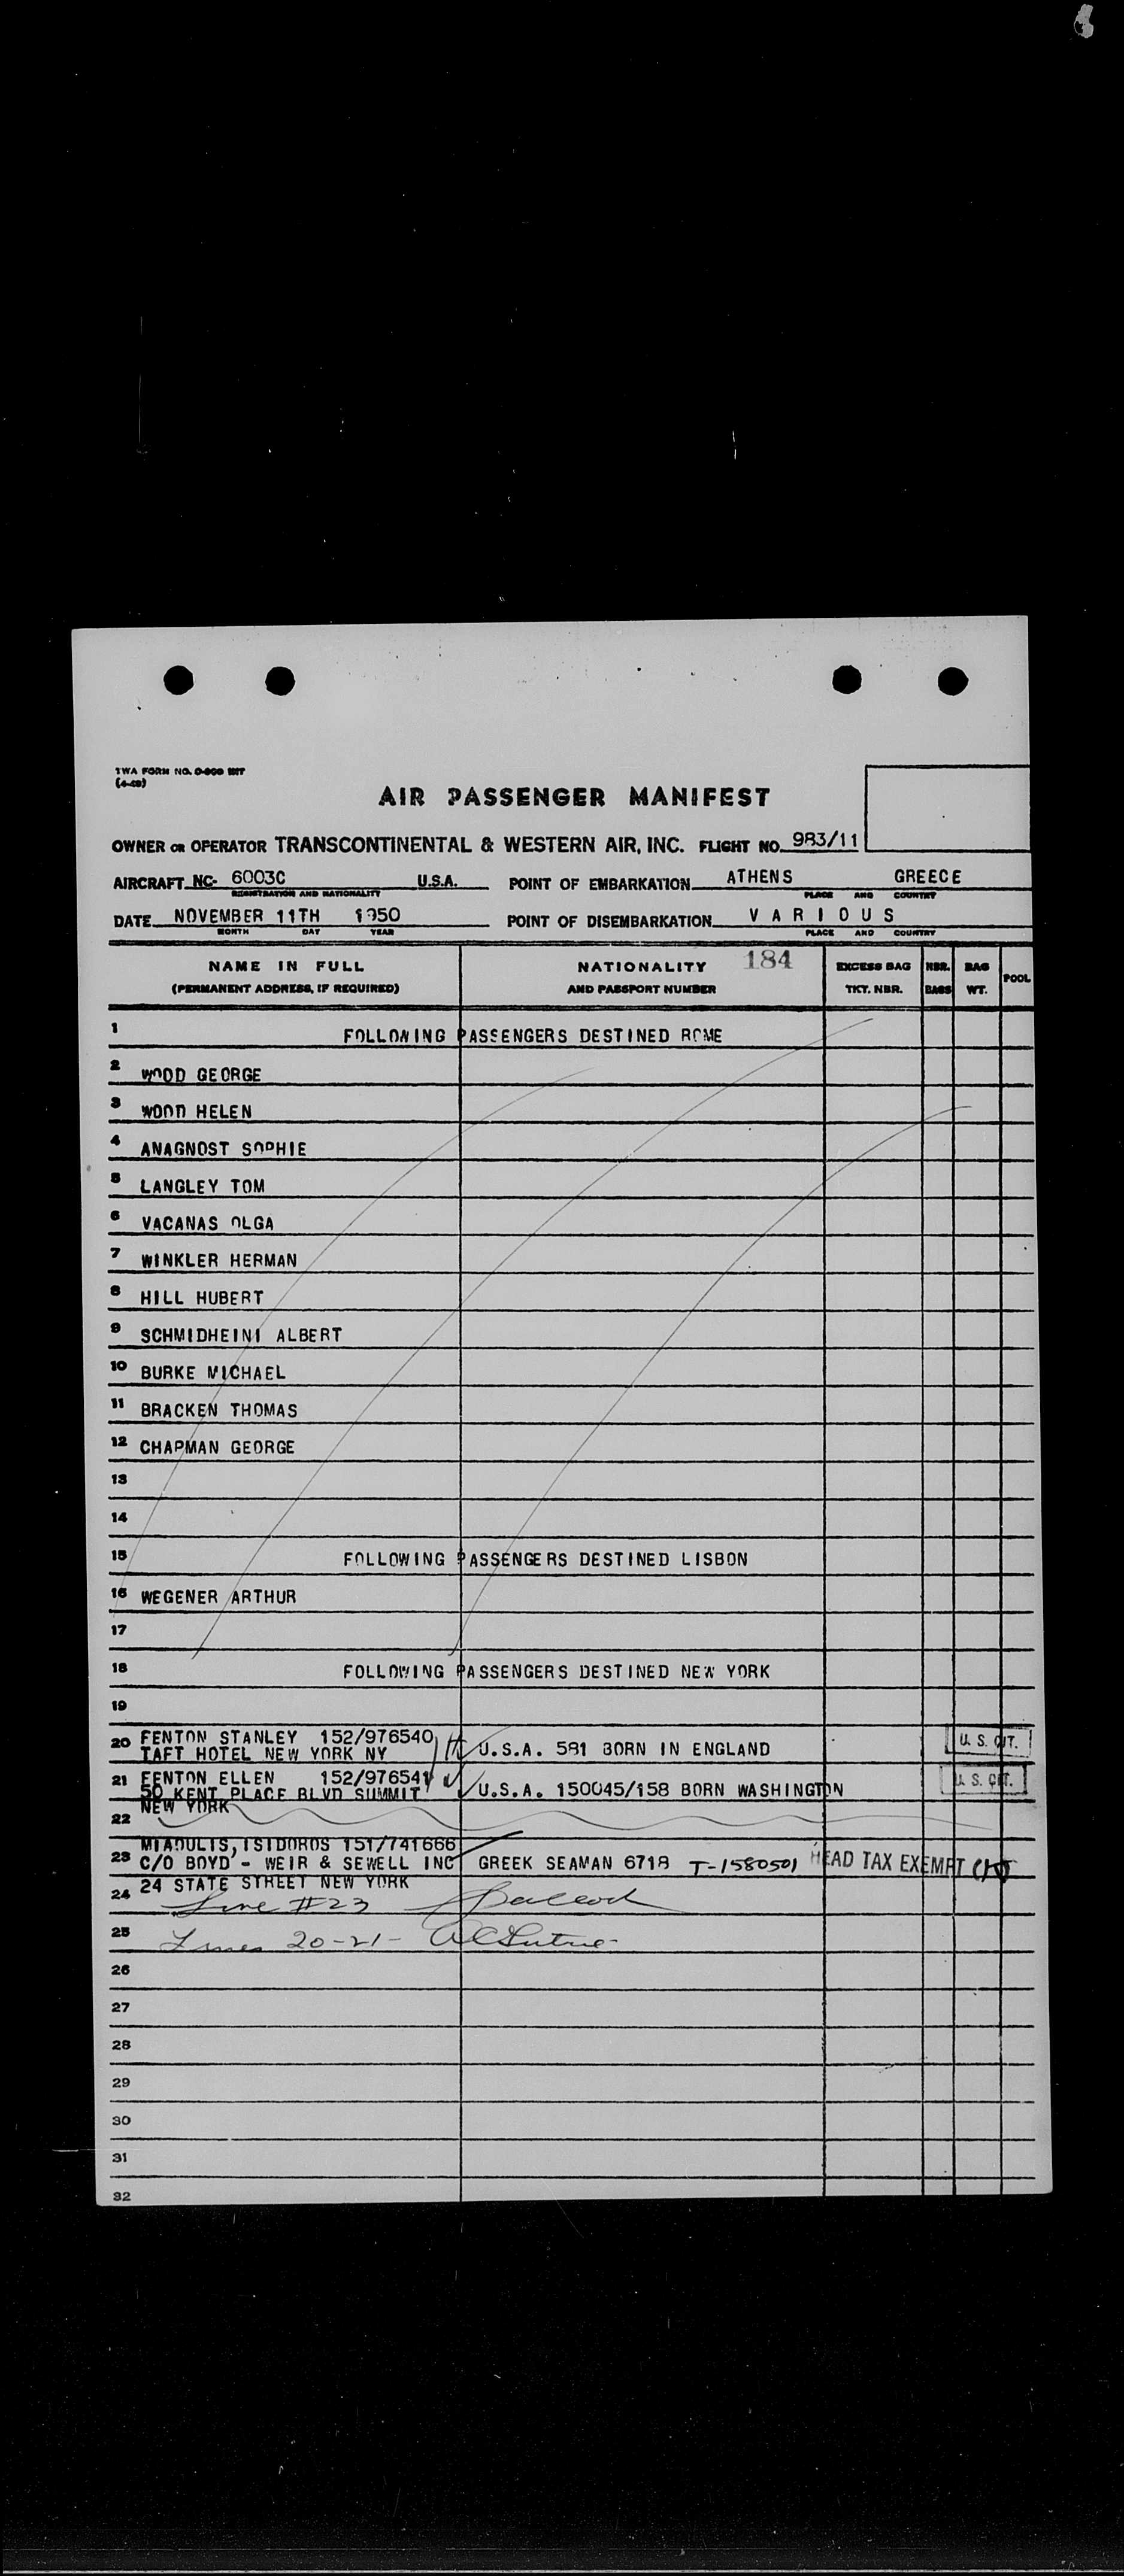 TWA FORM NO. O-800 INT
(4-48)
AIR PASSENGER MANIFEST
OWNER OR OPERATOR TRANSCONTINENTAL & WESTERN AIR, INC. FLIGHT NO. 983/11
AIRCRAFT NC- 6003C U.S.A. POINT OF EMBARKATION ATHENS GREECE
REGISTRATION AND NATIONALITY PLACE AND COUNTRY
DATE NOVEMBER 11TH 1950 POINT OF DISEMBARKATION V A R I O U S
MONTH DAY YEAR PLACE AND COUNTRY
NAME IN FULL NATIONALITY 184 EXCESS BAG NBR. BAG POOL
(PERMANENT ADDRESS, IF REQUIRED) AND PASSPORT NUMBER TKT. NBR. BAGS WT.
1 FOLLOWING PASSENGERS DESTINED ROME
2 WOOD GEORGE
3 WOOD HELEN
4 ANAGNOST SOPHIE
5 LANGLEY TOM
6 VACANAS OLGA
7 WINKLER HERMAN
8 HILL HUBERT
9 SCHMIDHEINI ALBERT
10 BURKE MICHAEL
11 BRACKEN THOMAS
12 CHAPMAN GEORGE
13
14
15 FOLLOWING PASSENGERS DESTINED LISBON
16 WEGENER ARTHUR
17
18 FOLLOWING PASSENGERS DESTINED NEW YORK
19
20 FENTON STANLEY 152/976540 U.S.A. 581 BORN IN ENGLAND U. S. CIT.
TAFT HOTEL NEW YORK NY
21 FENTON ELLEN 152/976541 U.S.A. 150045/158 BORN WASHINGTON U. S. CIT.
50 KENT PLACE BLVD SUMMIT
22 NEW YORK
MIAOULIS, ISIDOROS 151/741666
23 C/O BOYD - WEIR & SEWELL INC GREEK SEAMAN 6718 T-1580501 HEAD TAX EXEMPT
24 24 STATE STREET NEW YORK
Line #23
25 Lines 20-21-
26
27
28
29
30
31
32